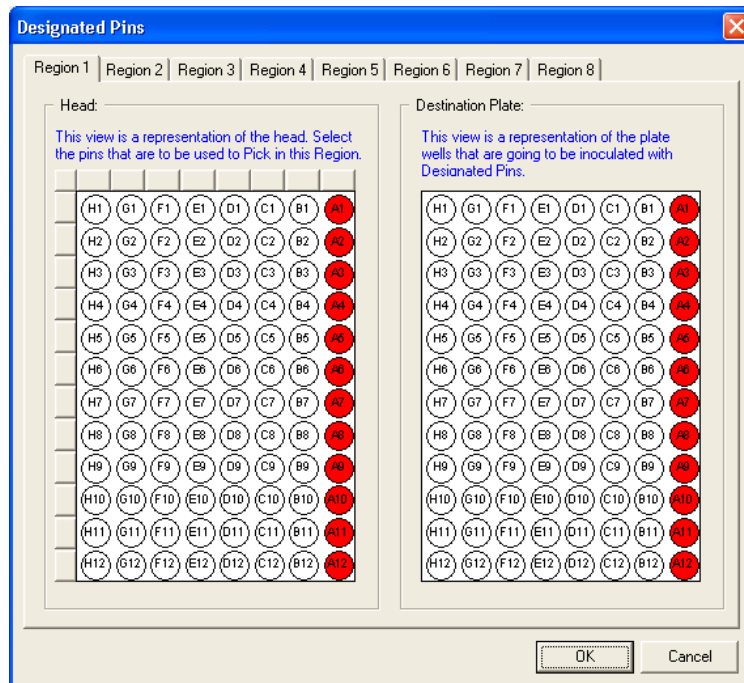 Designated Pins
Region 1 Region 2 Region 3 Region 4 Region 5 Region 6 Region 7 Region 8
Head:
This view is a representation of the head. Select
the pins that are to be used to Pick in this Region.
H1 G1 F1 E1 D1 C1 B1 A1
H2 G2 F2 E2 D2 C2 B2 A2
H3 G3 F3 E3 D3 C3 B3 A3
H4 G4 F4 E4 D4 C4 B4 A4
H5 G5 F5 E5 D5 C5 B5 A5
H6 G6 F6 E6 D6 C6 B6 A6
H7 G7 F7 E7 D7 C7 B7 A7
H8 G8 F8 E8 D8 C8 B8 A8
H9 G9 F9 E9 D9 C9 B9 A9
H10 G10 F10 E10 D10 C10 B10 A10
H11 G11 F11 E11 D11 C11 B11 A11
H12 G12 F12 E12 D12 C12 B12 A12
Destination Plate:
This view is a representation of the plate
wells that are going to be inoculated with
Designated Pins.
H1 G1 F1 E1 D1 C1 B1 A1
H2 G2 F2 E2 D2 C2 B2 A2
H3 G3 F3 E3 D3 C3 B3 A3
H4 G4 F4 E4 D4 C4 B4 A4
H5 G5 F5 E5 D5 C5 B5 A5
H6 G6 F6 E6 D6 C6 B6 A6
H7 G7 F7 E7 D7 C7 B7 A7
H8 G8 F8 E8 D8 C8 B8 A8
H9 G9 F9 E9 D9 C9 B9 A9
H10 G10 F10 E10 D10 C10 B10 A10
H11 G11 F11 E11 D11 C11 B11 A11
H12 G12 F12 E12 D12 C12 B12 A12
OK Cancel